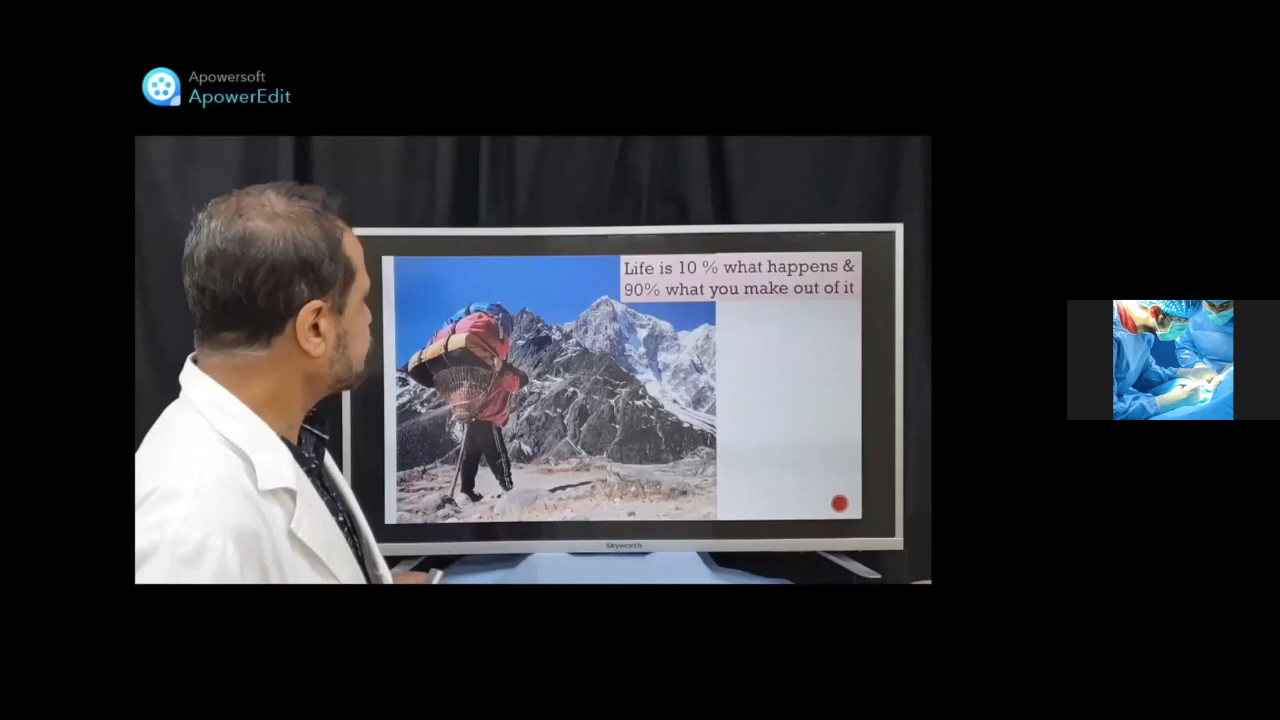 Apowersoft
ApowerEdit
Life is 10 % what happens &
90% what you make out of it
Skyworth